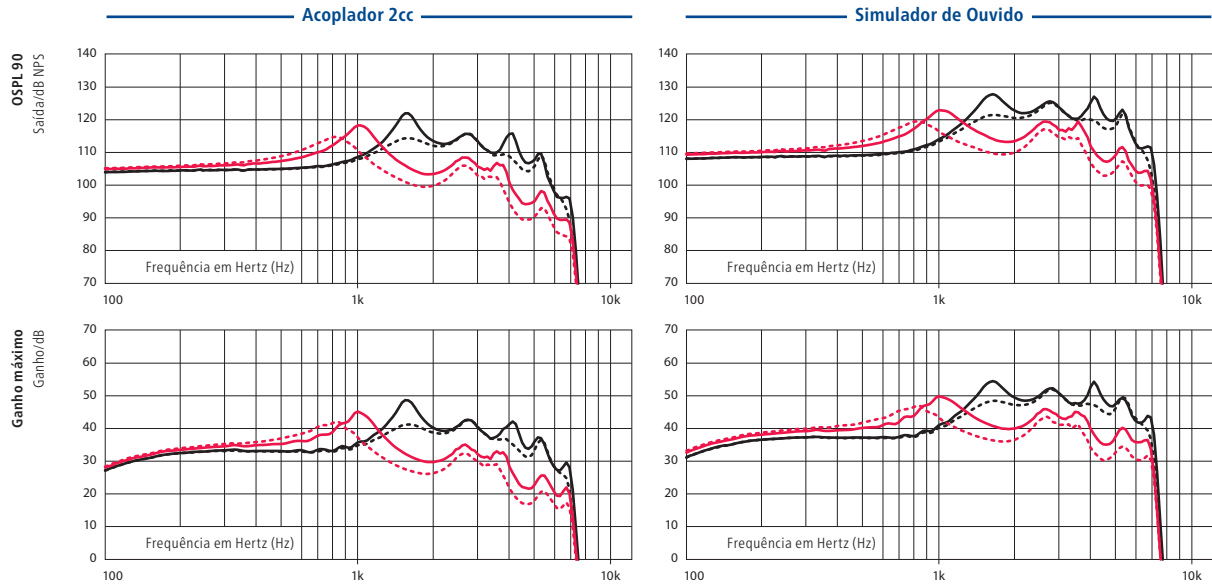 Acoplador 2cc
Simulador de Ouvido
OSPL 90
Saída/dB NPS
140
130
120
110
100
90
80
70
Frequência em Hertz (Hz)
100
1k
10k
140
130
120
110
100
90
80
70
Frequência em Hertz (Hz)
100
1k
10k
Ganho máximo
Ganho/dB
70
60
50
40
30
20
10
0
Frequência em Hertz (Hz)
100
1k
10k
70
60
50
40
30
20
10
0
Frequência em Hertz (Hz)
100
1k
10k